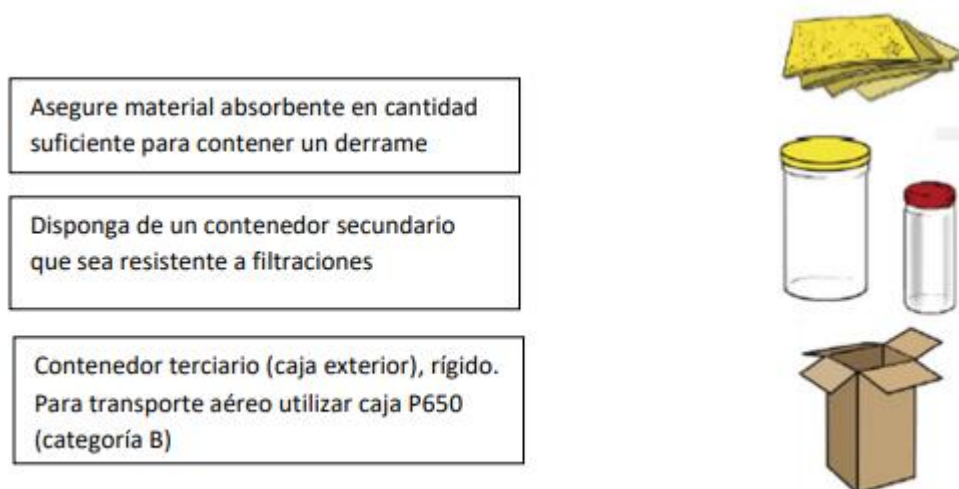 Asegure material absorbente en cantidad
suficiente para contener un derrame
Disponga de un contenedor secundario
que sea resistente a filtraciones
Contenedor terciario (caja exterior), rígido.
Para transporte aéreo utilizar caja P650
(categoría B)